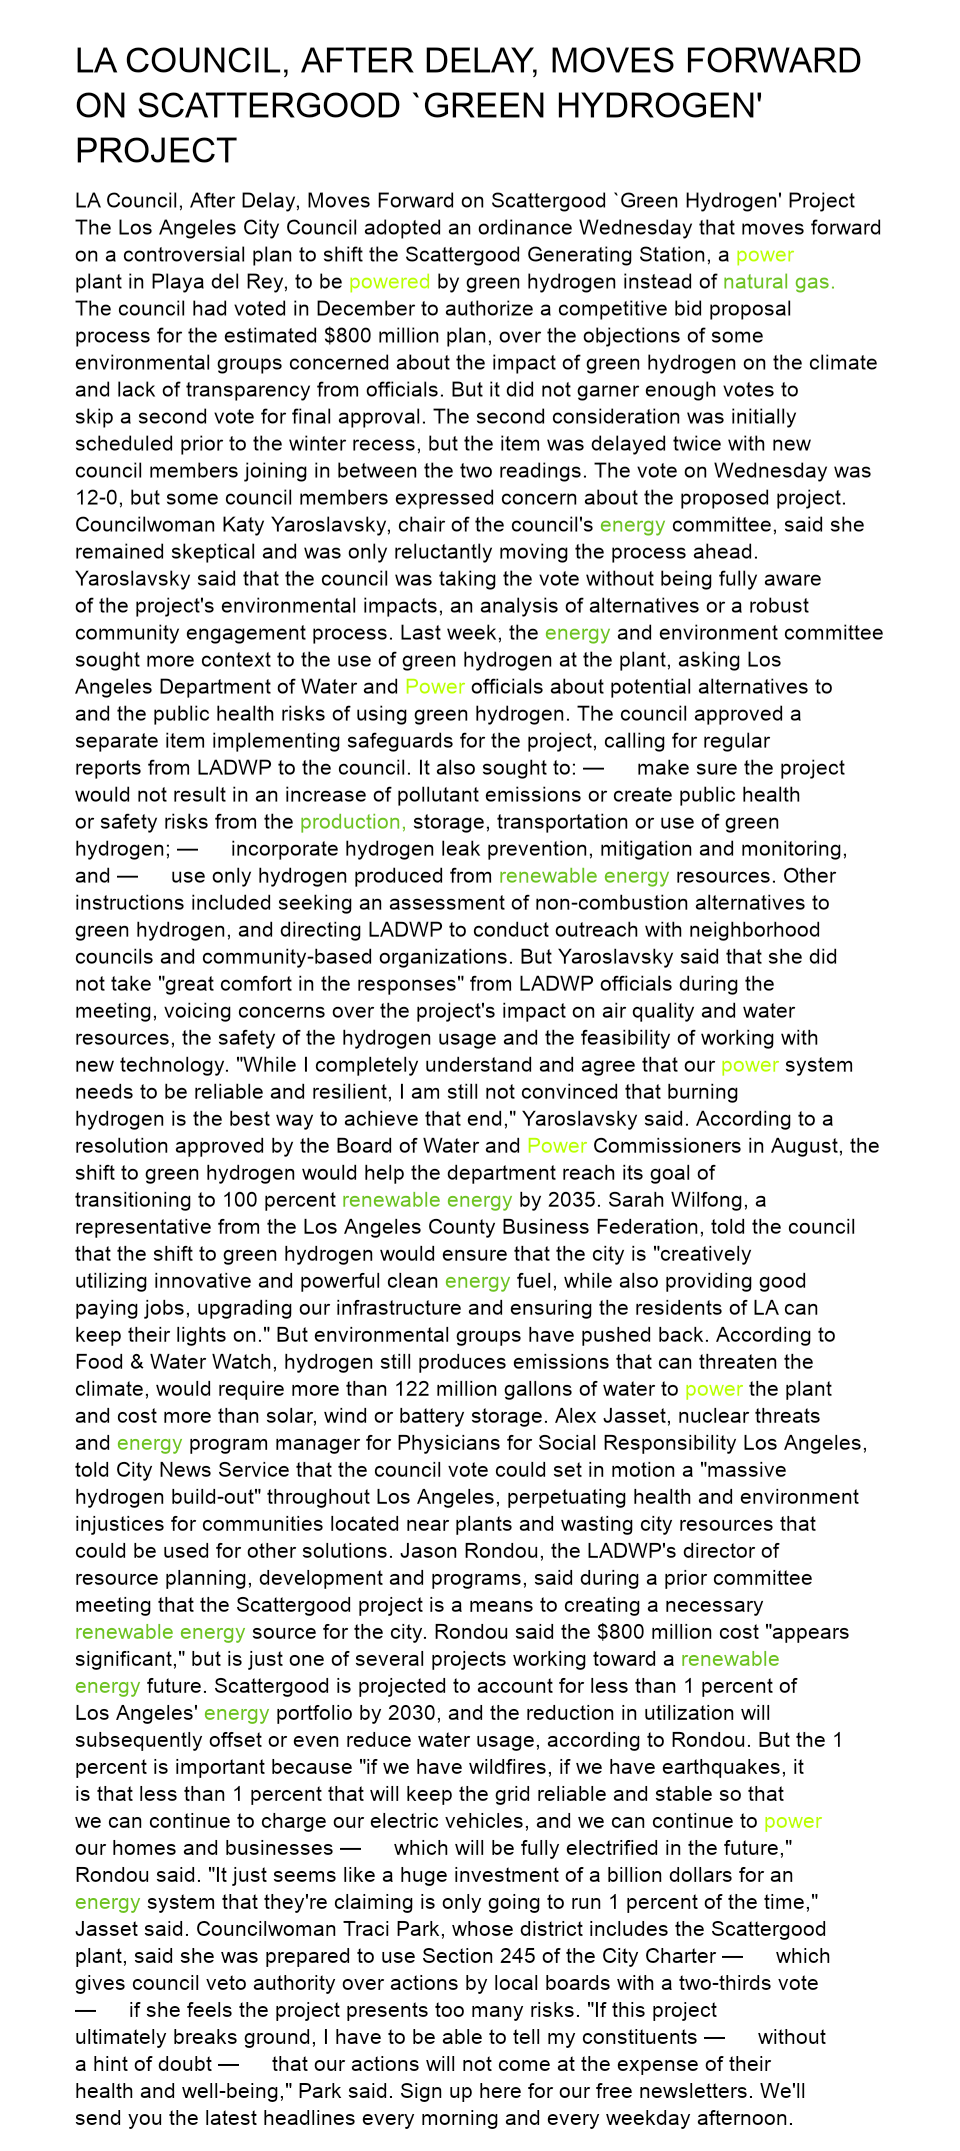 LA COUNCIL, AFTER DELAY, MOVES FORWARD
ON SCATTERGOOD `GREEN HYDROGEN'
PROJECT
LA Council, After Delay, Moves Forward on Scattergood `Green Hydrogen' Project
The Los Angeles City Council adopted an ordinance Wednesday that moves forward
on a controversial plan to shift the Scattergood Generating Station, a power
plant in Playa del Rey, to be powered by green hydrogen instead of natural gas.
The council had voted in December to authorize a competitive bid proposal
process for the estimated $800 million plan, over the objections of some
environmental groups concerned about the impact of green hydrogen on the climate
and lack of transparency from officials. But it did not garner enough votes to
skip a second vote for final approval. The second consideration was initially
scheduled prior to the winter recess, but the item was delayed twice with new
council members joining in between the two readings. The vote on Wednesday was
12-0, but some council members expressed concern about the proposed project.
Councilwoman Katy Yaroslavsky, chair of the council's energy committee, said she
remained skeptical and was only reluctantly moving the process ahead.
Yaroslavsky said that the council was taking the vote without being fully aware
of the project's environmental impacts, an analysis of alternatives or a robust
community engagement process. Last week, the energy and environment committee
sought more context to the use of green hydrogen at the plant, asking Los
Angeles Department of Water and Power officials about potential alternatives to
and the public health risks of using green hydrogen. The council approved a
separate item implementing safeguards for the project, calling for regular
reports from LADWP to the council. It also sought to: — make sure the project
would not result in an increase of pollutant emissions or create public health
or safety risks from the production, storage, transportation or use of green
hydrogen; — incorporate hydrogen leak prevention, mitigation and monitoring,
and — use only hydrogen produced from renewable energy resources. Other
instructions included seeking an assessment of non-combustion alternatives to
green hydrogen, and directing LADWP to conduct outreach with neighborhood
councils and community-based organizations. But Yaroslavsky said that she did
not take "great comfort in the responses" from LADWP officials during the
meeting, voicing concerns over the project's impact on air quality and water
resources, the safety of the hydrogen usage and the feasibility of working with
new technology. "While I completely understand and agree that our power system
needs to be reliable and resilient, I am still not convinced that burning
hydrogen is the best way to achieve that end," Yaroslavsky said. According to a
resolution approved by the Board of Water and Power Commissioners in August, the
shift to green hydrogen would help the department reach its goal of
transitioning to 100 percent renewable energy by 2035. Sarah Wilfong, a
representative from the Los Angeles County Business Federation, told the council
that the shift to green hydrogen would ensure that the city is "creatively
utilizing innovative and powerful clean energy fuel, while also providing good
paying jobs, upgrading our infrastructure and ensuring the residents of LA can
keep their lights on." But environmental groups have pushed back. According to
Food & Water Watch, hydrogen still produces emissions that can threaten the
climate, would require more than 122 million gallons of water to power the plant
and cost more than solar, wind or battery storage. Alex Jasset, nuclear threats
and energy program manager for Physicians for Social Responsibility Los Angeles,
told City News Service that the council vote could set in motion a "massive
hydrogen build-out" throughout Los Angeles, perpetuating health and environment
injustices for communities located near plants and wasting city resources that
could be used for other solutions. Jason Rondou, the LADWP's director of
resource planning, development and programs, said during a prior committee
meeting that the Scattergood project is a means to creating a necessary
renewable energy source for the city. Rondou said the $800 million cost "appears
significant," but is just one of several projects working toward a renewable
energy future. Scattergood is projected to account for less than 1 percent of
Los Angeles' energy portfolio by 2030, and the reduction in utilization will
subsequently offset or even reduce water usage, according to Rondou. But the 1
percent is important because "if we have wildfires, if we have earthquakes, it
is that less than 1 percent that will keep the grid reliable and stable so that
we can continue to charge our electric vehicles, and we can continue to power
our homes and businesses — which will be fully electrified in the future,"
Rondou said. "It just seems like a huge investment of a billion dollars for an
energy system that they're claiming is only going to run 1 percent of the time,"
Jasset said. Councilwoman Traci Park, whose district includes the Scattergood
plant, said she was prepared to use Section 245 of the City Charter — which
gives council veto authority over actions by local boards with a two-thirds vote
— if she feels the project presents too many risks. "If this project
ultimately breaks ground, I have to be able to tell my constituents — without
a hint of doubt — that our actions will not come at the expense of their
health and well-being," Park said. Sign up here for our free newsletters. We'll
send you the latest headlines every morning and every weekday afternoon.